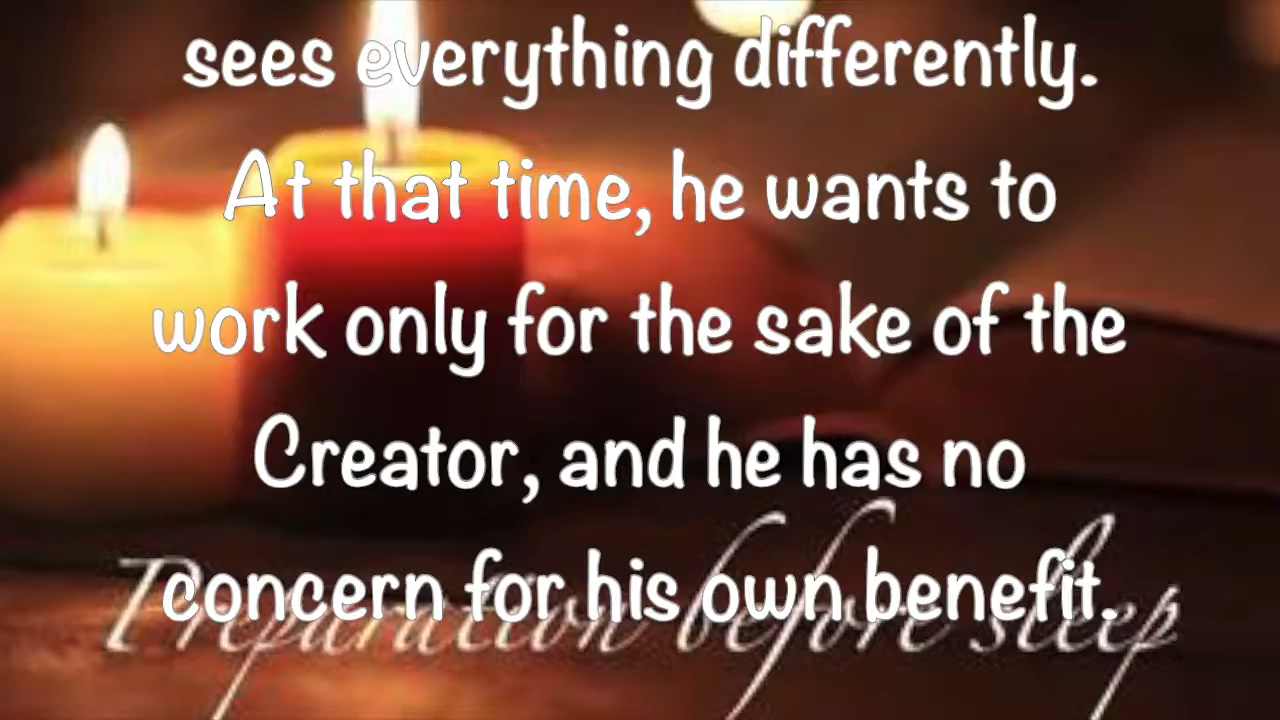 sees everything differently.
At that time, he wants to
work only for the sake of the
Creator, and he has no
concern for his own benefit.
Preparation before sleep